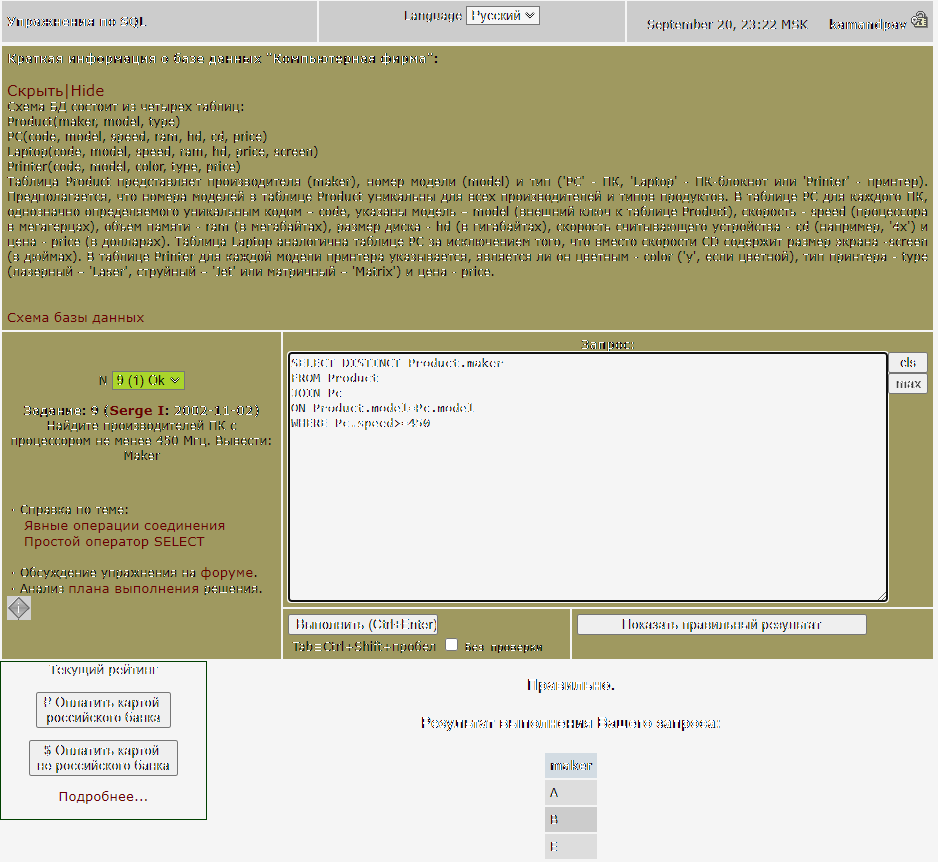 Упражнения по SQL
Language Русский
September 20, 23:22 MSK
kamandpav
Краткая информация о базе данных "Компьютерная фирма":
Скрыть|Hide
Схема БД состоит из четырех таблиц:
Product(maker, model, type)
PC(code, model, speed, ram, hd, cd, price)
Laptop(code, model, speed, ram, hd, price, screen)
Printer(code, model, color, type, price)
Таблица Product представляет производителя (maker), номер модели (model) и тип ('PC' - ПК, 'Laptop' - ПК-блокнот или 'Printer' - принтер).
Предполагается, что номера моделей в таблице Product уникальны для всех производителей и типов продуктов. В таблице PC для каждого ПК,
однозначно определяемого уникальным кодом – code, указаны модель – model (внешний ключ к таблице Product), скорость - speed (процессора
в мегагерцах), объем памяти - ram (в мегабайтах), размер диска - hd (в гигабайтах), скорость считывающего устройства - cd (например, '4x') и
цена - price (в долларах). Таблица Laptop аналогична таблице РС за исключением того, что вместо скорости CD содержит размер экрана -screen
(в дюймах). В таблице Printer для каждой модели принтера указывается, является ли он цветным - color ('y', если цветной), тип принтера - type
(лазерный – 'Laser', струйный – 'Jet' или матричный – 'Matrix') и цена - price.
Схема базы данных
N 9 (1) Ok
Задание: 9 (Serge I: 2002-11-02)
Найдите производителей ПК с
процессором не менее 450 Мгц. Вывести:
Maker
· Справка по теме:
Явные операции соединения
Простой оператор SELECT
· Обсуждение упражнения на форуме.
· Анализ плана выполнения решения.
Запрос:
SELECT DISTINCT Product.maker
FROM Product
JOIN Pc
ON Product.model=Pc.model
WHERE Pc.speed>=450
cls
max
Выполнить (Ctrl+Enter)
Tab=Ctrl+Shift+пробел
без проверки
Показать правильный результат
Текущий рейтинг
₽ Оплатить картой
российского банка
$ Оплатить картой
не российского банка
Подробнее...
Правильно.
Результат выполнения Вашего запроса:
maker
A
B
E